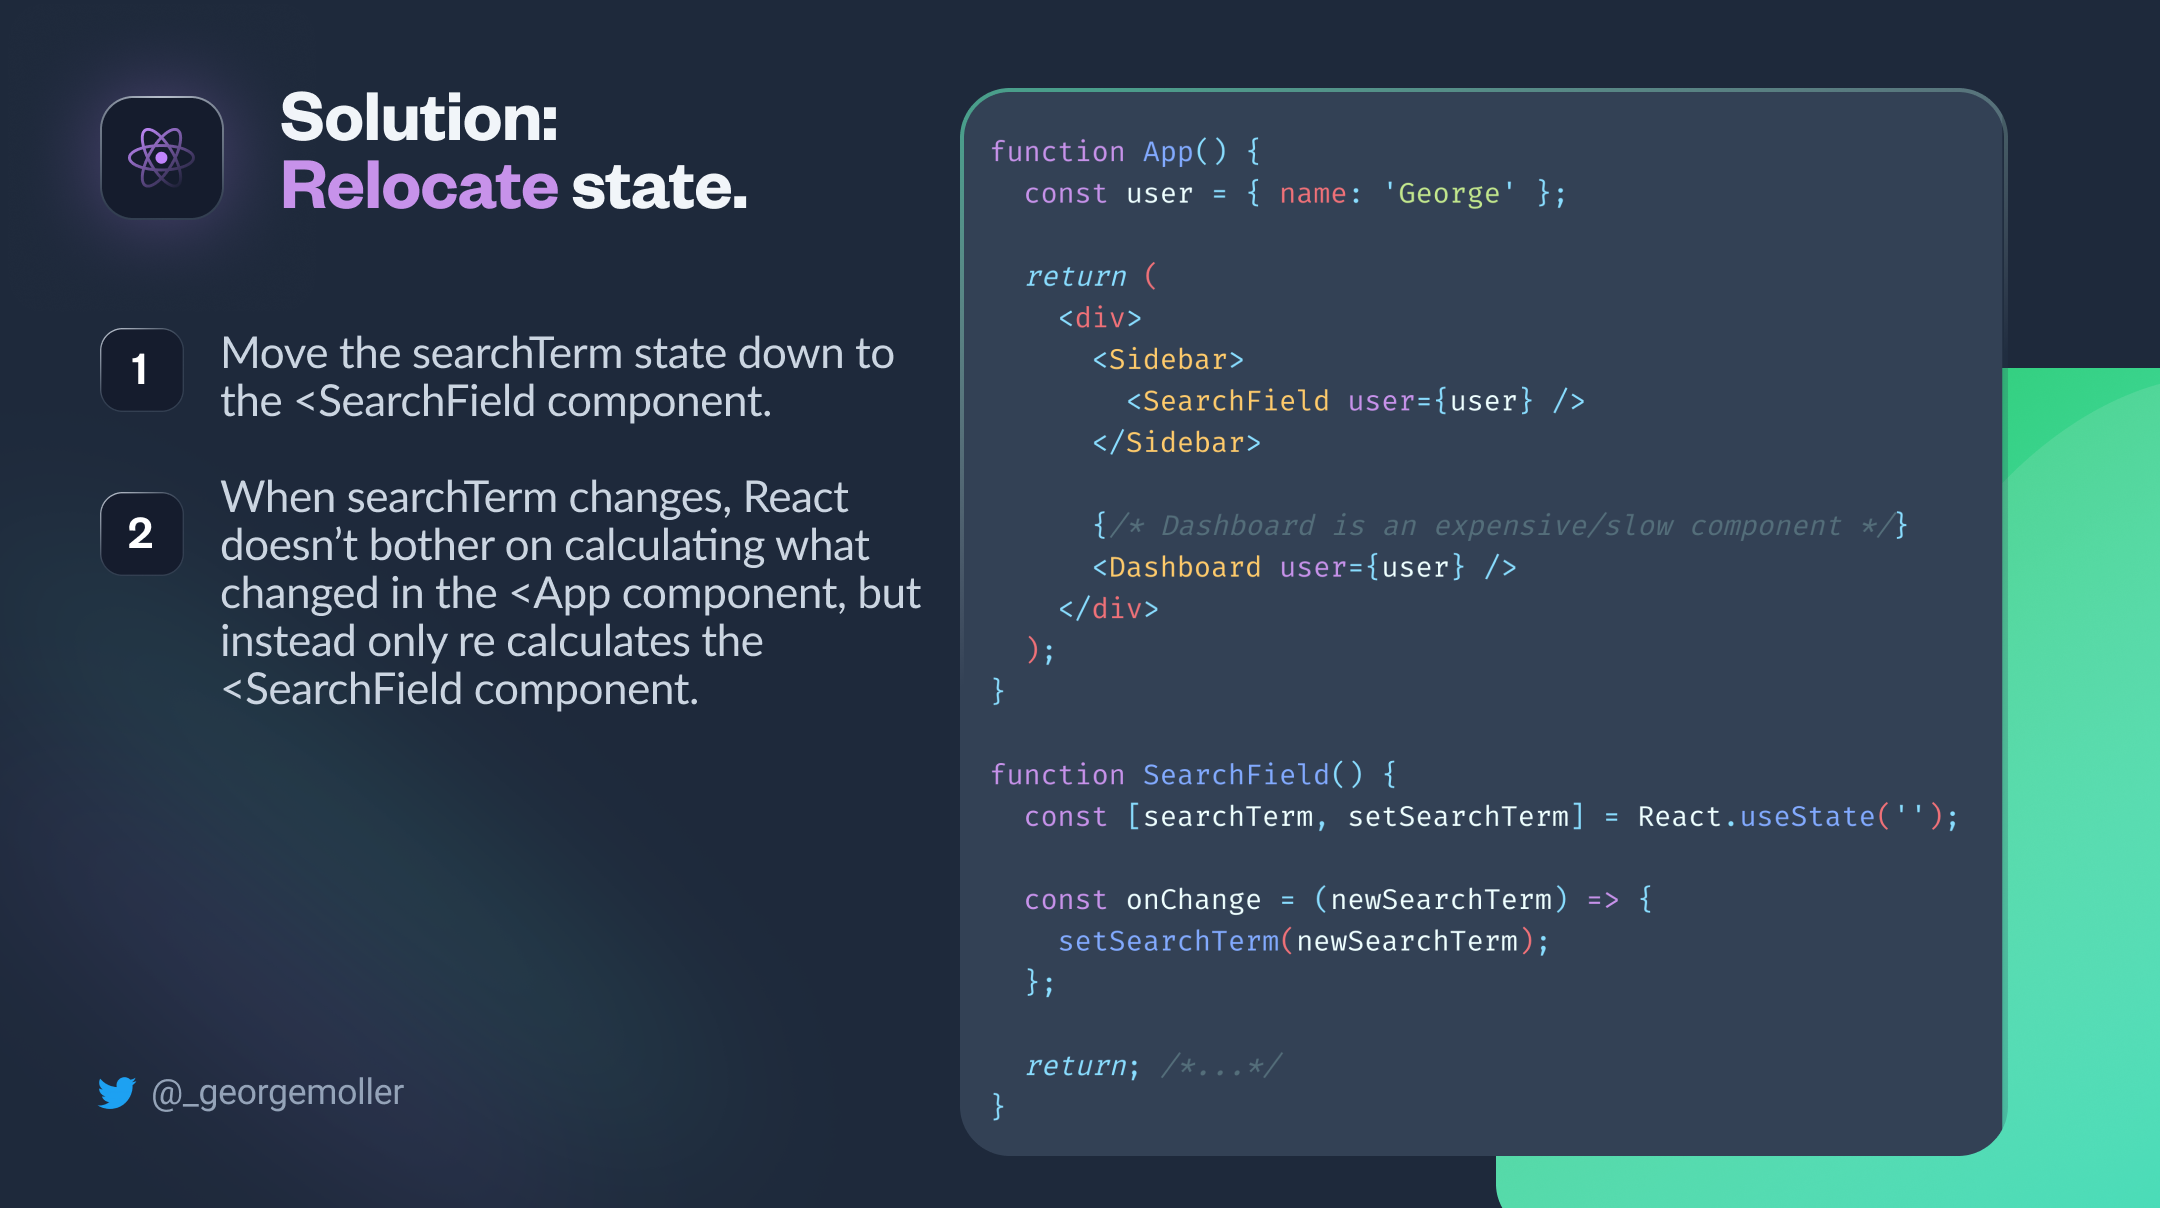 Solution:
Relocate state.
1
Move the searchTerm state down to
the <SearchField component.
2
When searchTerm changes, React
doesn't bother on calculating what
changed in the <App component, but
instead only re calculates the
<SearchField component.
@_georgemoller
function App() {
  const user = { name: 'George' };

  return (
    <div>
      <Sidebar>
        <SearchField user={user} />
      </Sidebar>

      {/* Dashboard is an expensive/slow component */}
      <Dashboard user={user} />
    </div>
  );
}

function SearchField() {
  const [searchTerm, setSearchTerm] = React.useState('');

  const onChange = (newSearchTerm) => {
    setSearchTerm(newSearchTerm);
  };

  return; /*...*/
}